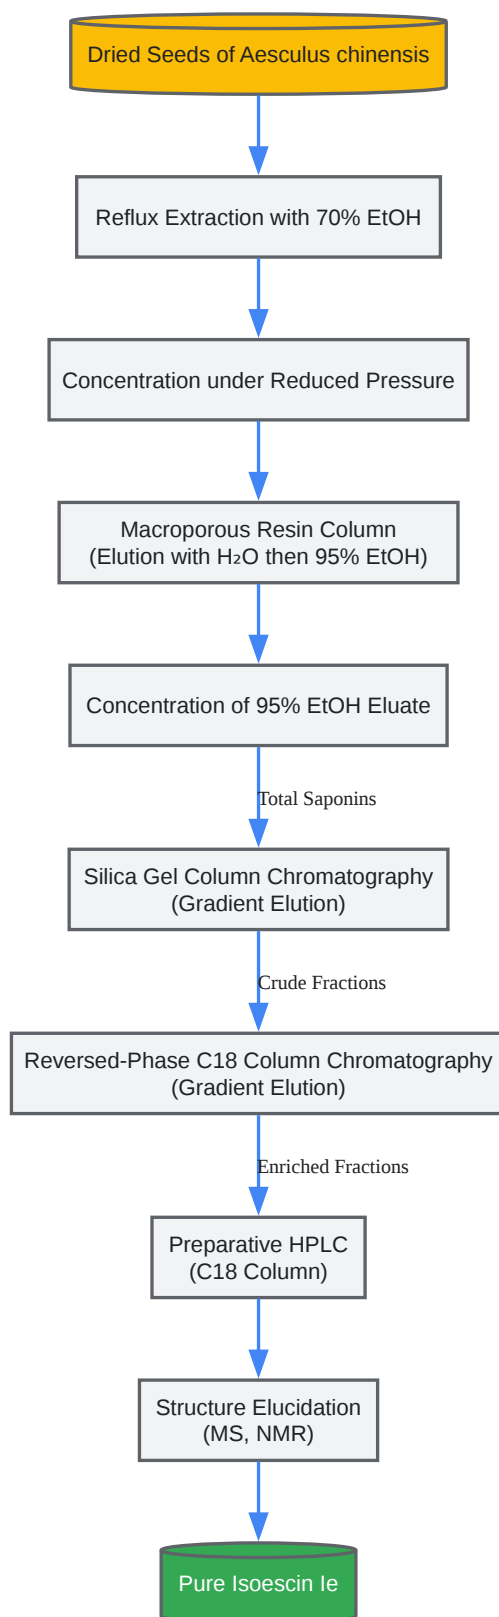 Dried Seeds of Aesculus chinensis
Reflux Extraction with 70% EtOH
Concentration under Reduced Pressure
Macroporous Resin Column
(Elution with H₂O then 95% EtOH)
Concentration of 95% EtOH Eluate
Total Saponins
Silica Gel Column Chromatography
(Gradient Elution)
Crude Fractions
Reversed-Phase C18 Column Chromatography
(Gradient Elution)
Enriched Fractions
Preparative HPLC
(C18 Column)
Structure Elucidation
(MS, NMR)
Pure Isoescin Ie